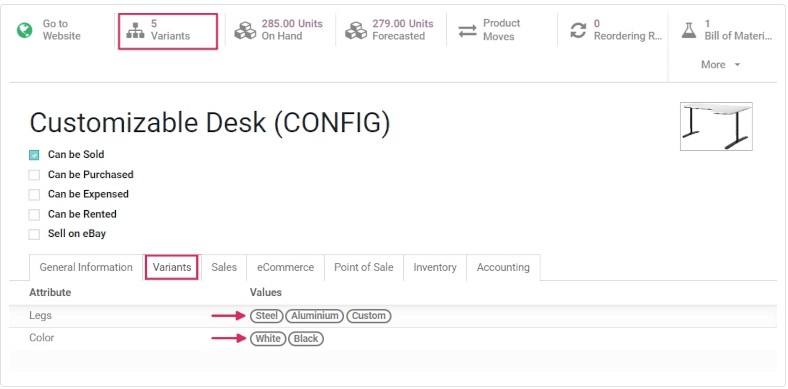 Go to Website
5 Variants
285.00 Units On Hand
279.00 Units Forecasted
Product Moves
0 Reordering R...
1 Bill of Materi...
More
Customizable Desk (CONFIG)
Can be Sold
Can be Purchased
Can be Expensed
Can be Rented
Sell on eBay
General Information Variants Sales eCommerce Point of Sale Inventory Accounting
Attribute Values
Legs Steel Aluminium Custom
Color White Black